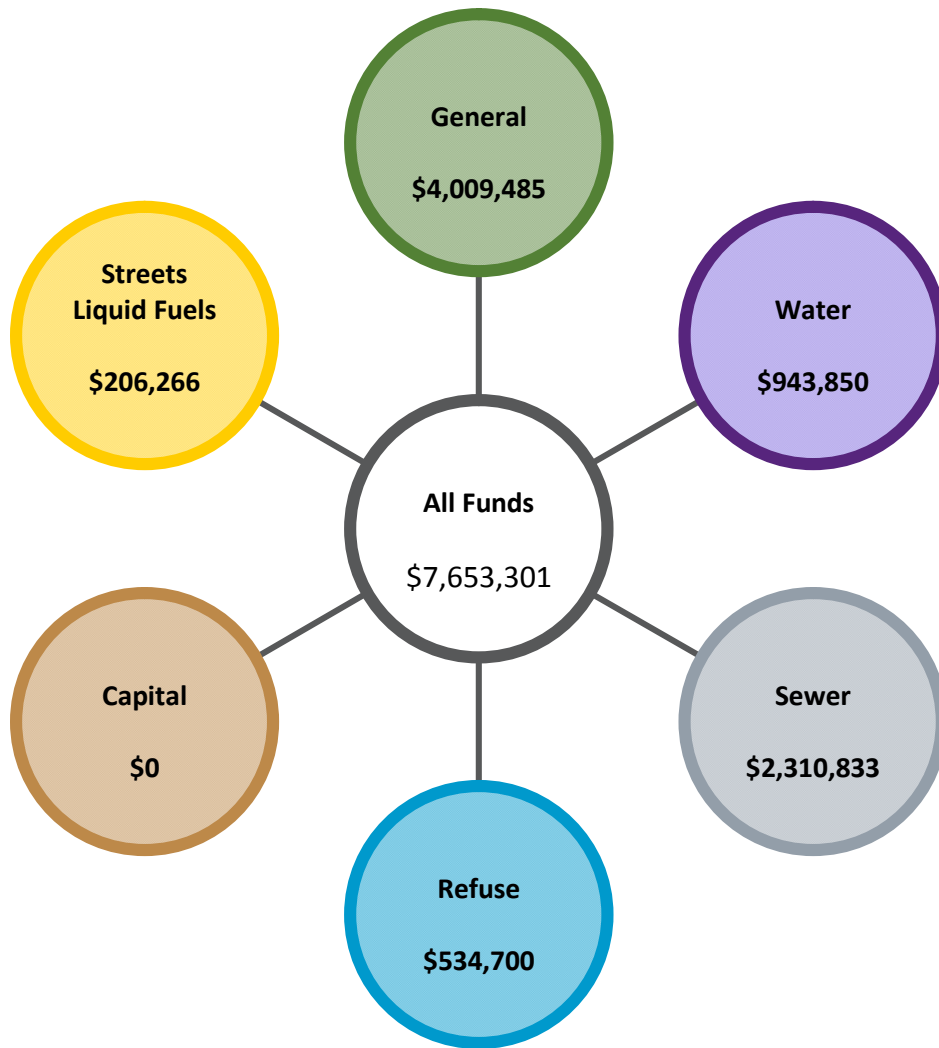 General
$4,009,485
Streets
Liquid Fuels
$206,266
Water
$943,850
All Funds
$7,653,301
Capital
$0
Sewer
$2,310,833
Refuse
$534,700